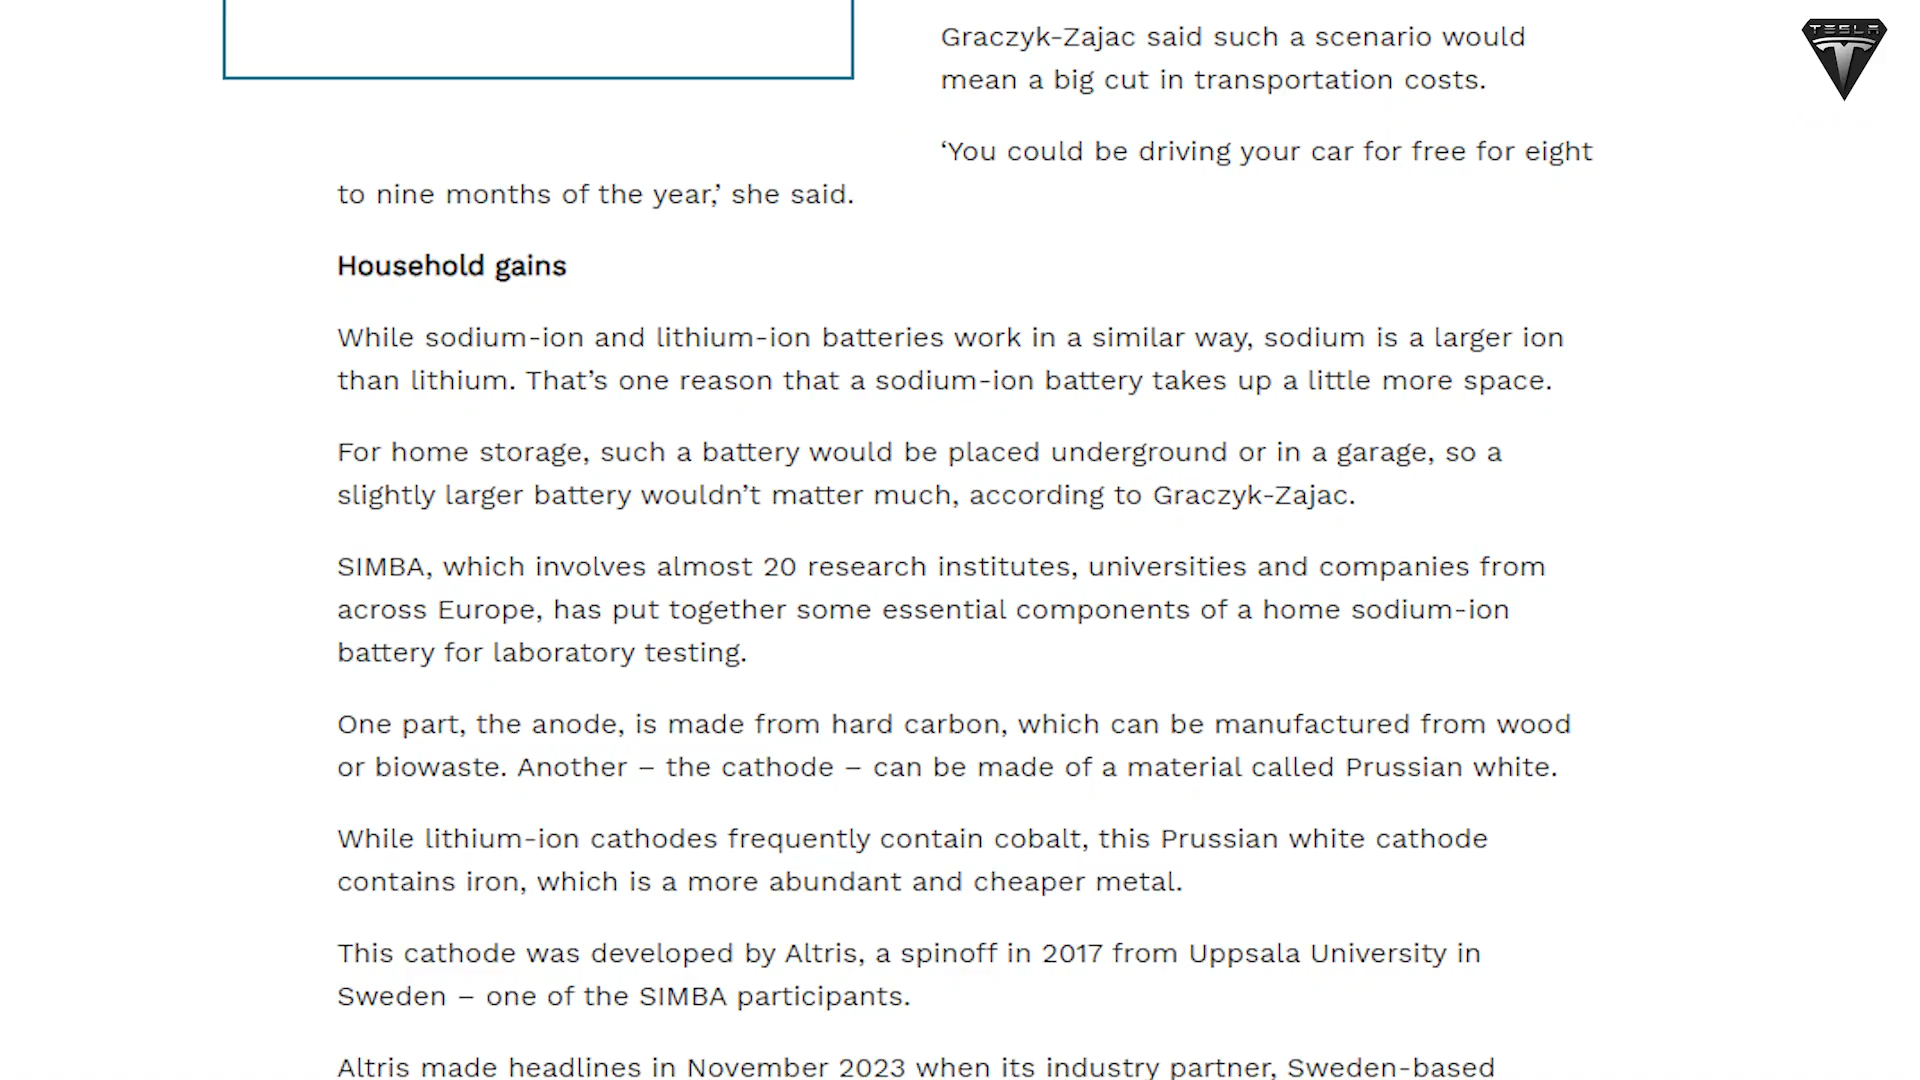 Graczyk-Zajac said such a scenario would
mean a big cut in transportation costs.
‘You could be driving your car for free for eight
to nine months of the year,’ she said.
Household gains
While sodium-ion and lithium-ion batteries work in a similar way, sodium is a larger ion
than lithium. That’s one reason that a sodium-ion battery takes up a little more space.
For home storage, such a battery would be placed underground or in a garage, so a
slightly larger battery wouldn’t matter much, according to Graczyk-Zajac.
SIMBA, which involves almost 20 research institutes, universities and companies from
across Europe, has put together some essential components of a home sodium-ion
battery for laboratory testing.
One part, the anode, is made from hard carbon, which can be manufactured from wood
or biowaste. Another – the cathode – can be made of a material called Prussian white.
While lithium-ion cathodes frequently contain cobalt, this Prussian white cathode
contains iron, which is a more abundant and cheaper metal.
This cathode was developed by Altris, a spinoff in 2017 from Uppsala University in
Sweden – one of the SIMBA participants.
Altris made headlines in November 2023 when its industry partner, Sweden-based
TESLA